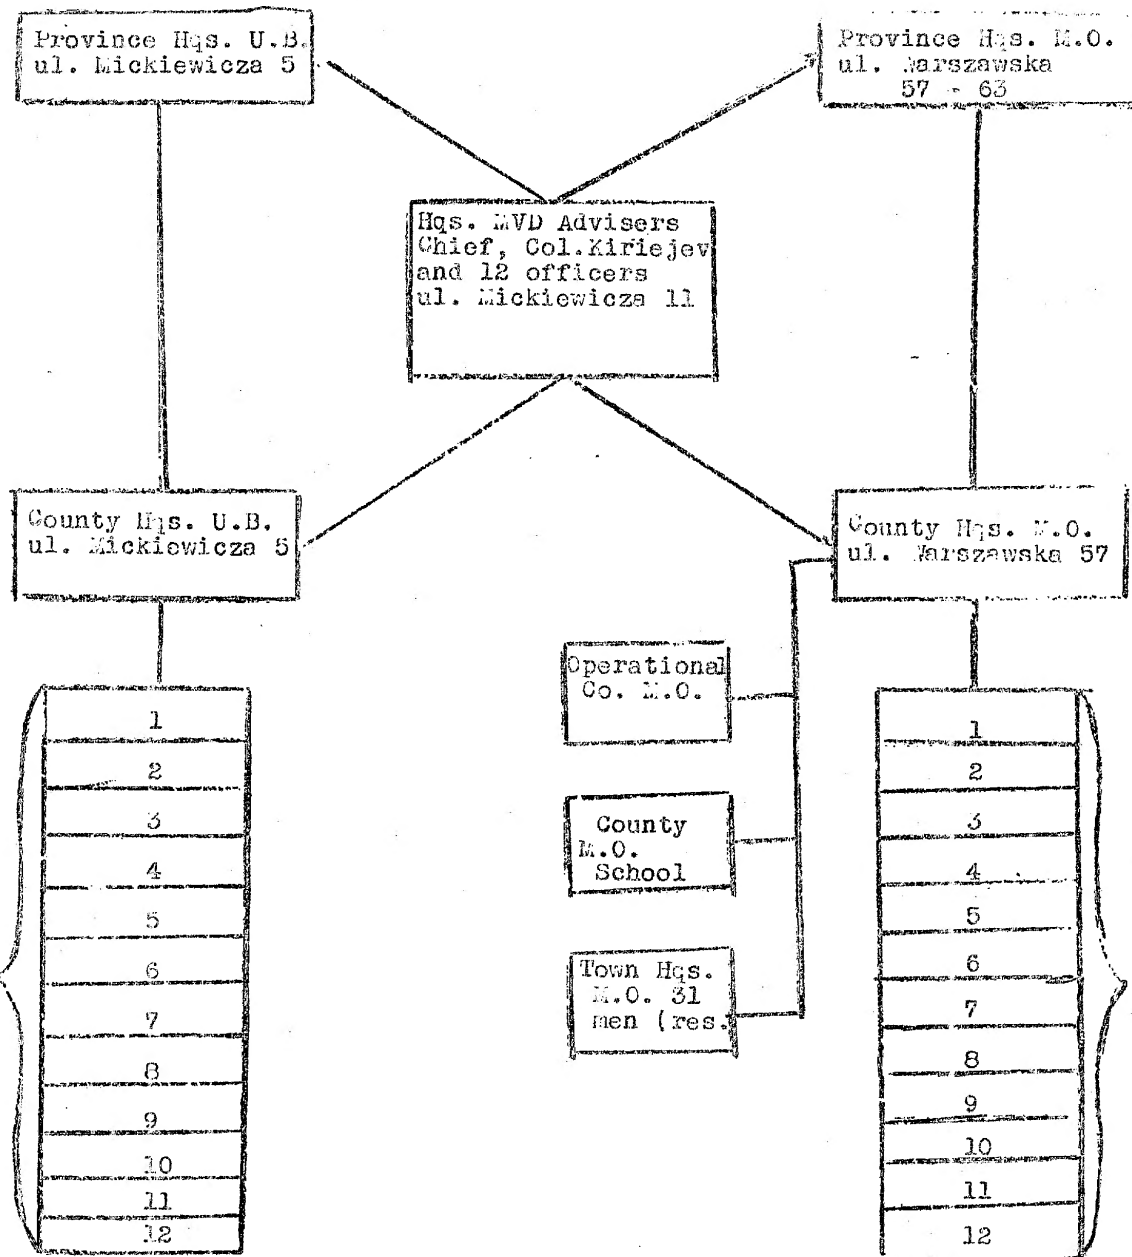 Province Hqs. U.B.
ul. Mickiewicza 5
Province Hqs. M.O.
ul. Warszawska
57 - 63
Hqs. MVD Advisers
Chief, Col.Kiriejev
and 12 officers
ul. Mickiewicza 11
County Hqs. U.B.
ul. Mickiewicza 5
County Hqs. M.O.
ul. Warszawska 57
Operational
Co. M.O.
County
M.O.
School
Town Hqs.
M.O. 31
men (res.
1
2
3
4
5
6
7
8
9
10
11
12
1
2
3
4
5
6
7
8
9
10
11
12